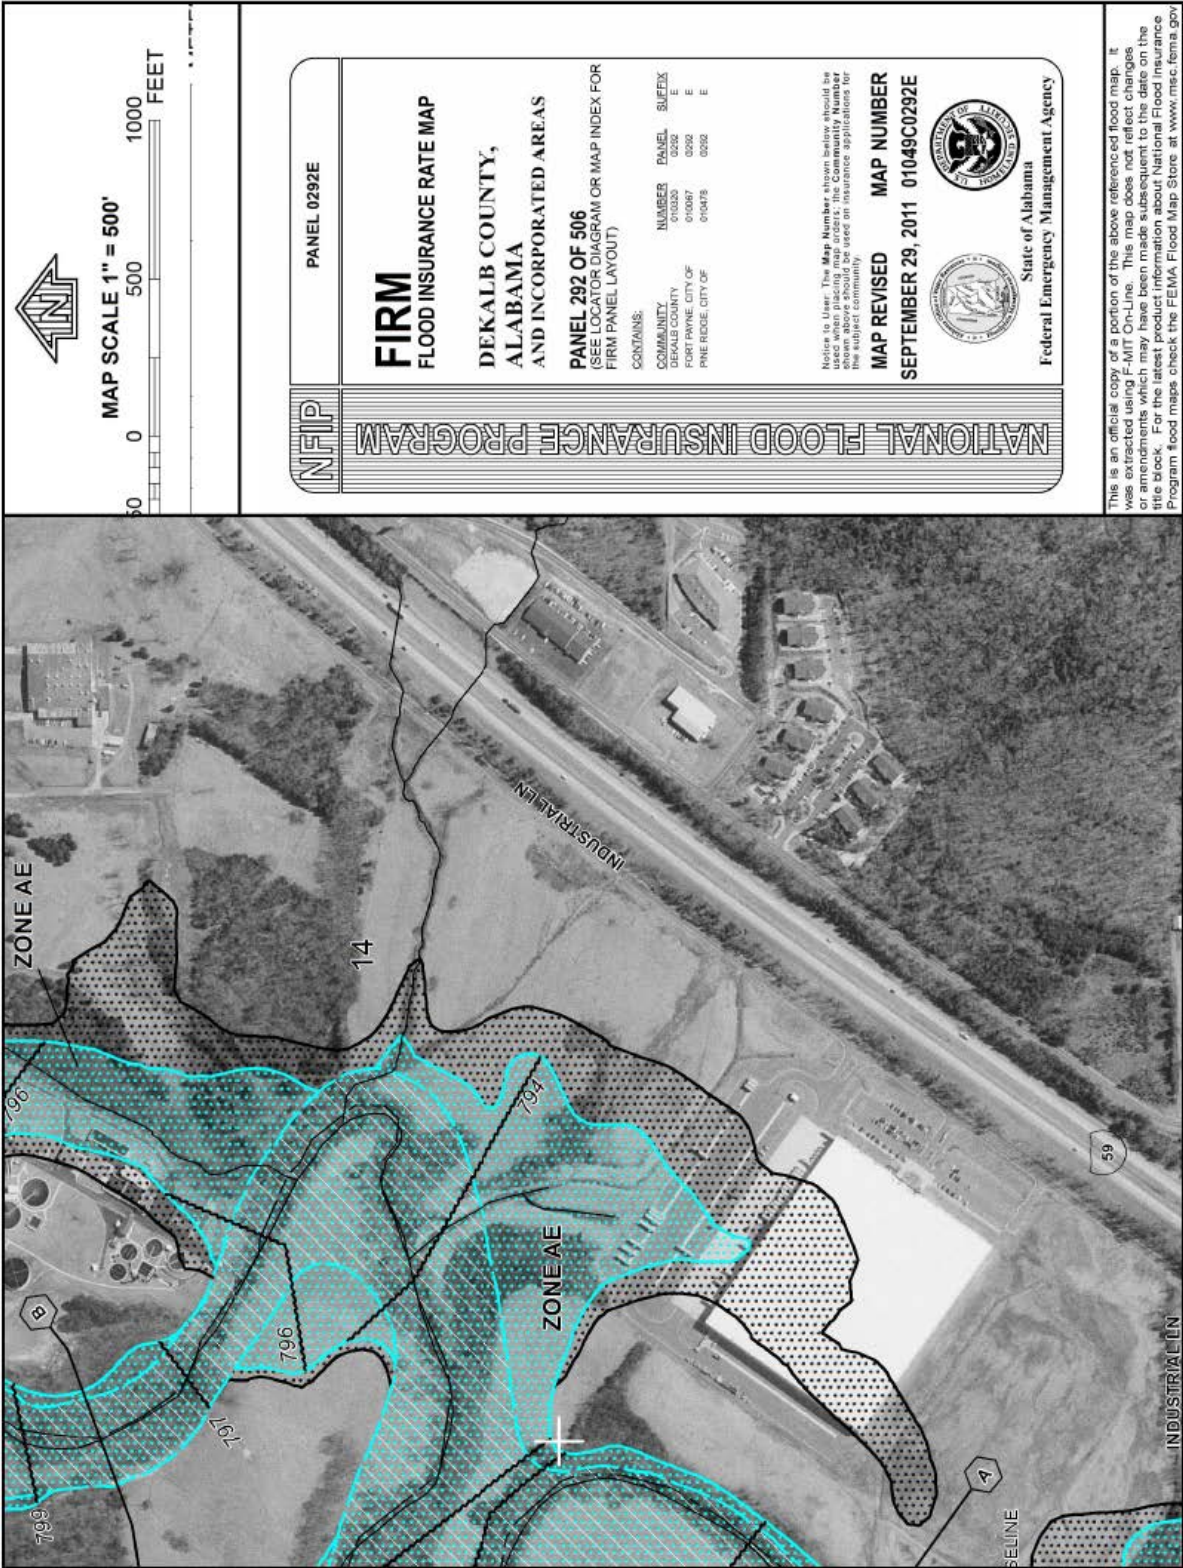 MAP SCALE 1" = 500'
50 0 500 1000
FEET
NFIP
NATIONAL FLOOD INSURANCE PROGRAM
PANEL 0292E
FIRM
FLOOD INSURANCE RATE MAP
DEKALB COUNTY,
ALABAMA
AND INCORPORATED AREAS
PANEL 292 OF 506
(SEE LOCATOR DIAGRAM OR MAP INDEX FOR
FIRM PANEL LAYOUT)
CONTAINS:
COMMUNITY NUMBER PANEL SUFFIX
DEKALB COUNTY 010320 0292 E
FORT PAYNE, CITY OF 010067 0292 E
PINE RIDGE, CITY OF 010478 0292 E
Notice to User: The Map Number shown below should be
used when placing map orders; the Community Number
shown above should be used on insurance applications for
the subject community.
MAP REVISED MAP NUMBER
SEPTEMBER 29, 2011 01049C0292E
U.S. DEPARTMENT OF HOMELAND SECURITY
State of Alabama
Federal Emergency Management Agency
This is an official copy of a portion of the above referenced flood map. It
was extracted using F-MIT On-Line. This map does not reflect changes
or amendments which may have been made subsequent to the date on the
title block. For the latest product information about National Flood Insurance
Program flood maps check the FEMA Flood Map Store at www.msc.fema.gov
ZONE AE
796
14
INDUSTRIAL LN
794
B
796
797
799
ZONE AE
59
A
SELINE
INDUSTRIAL LN